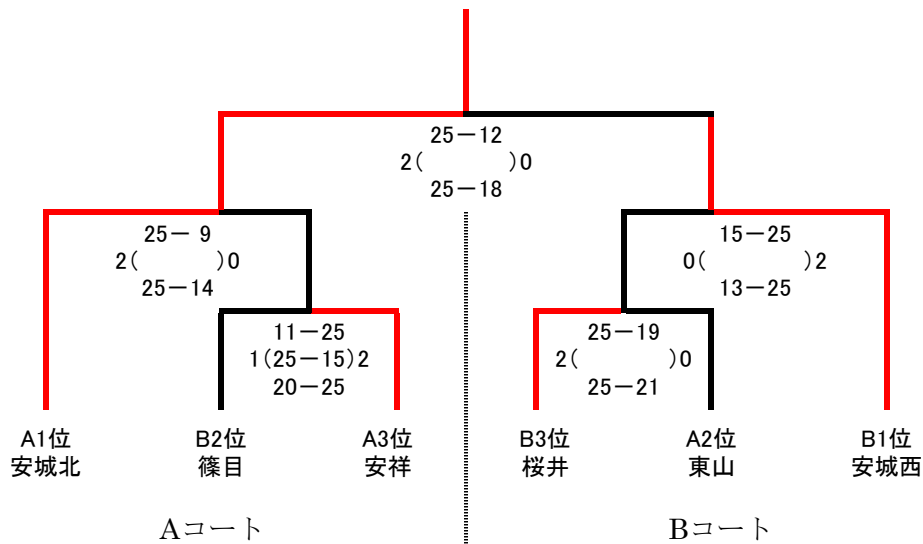 25－12
2(　　　)0
25－18
25－ 9
2(　　　)0
25－14
15－25
0(　　　)2
13－25
11－25
1(25－15)2
20－25
25－19
2(　　　)0
25－21
A1位
安城北
B2位
篠目
A3位
安祥
B3位
桜井
A2位
東山
B1位
安城西
Aコート
Bコート